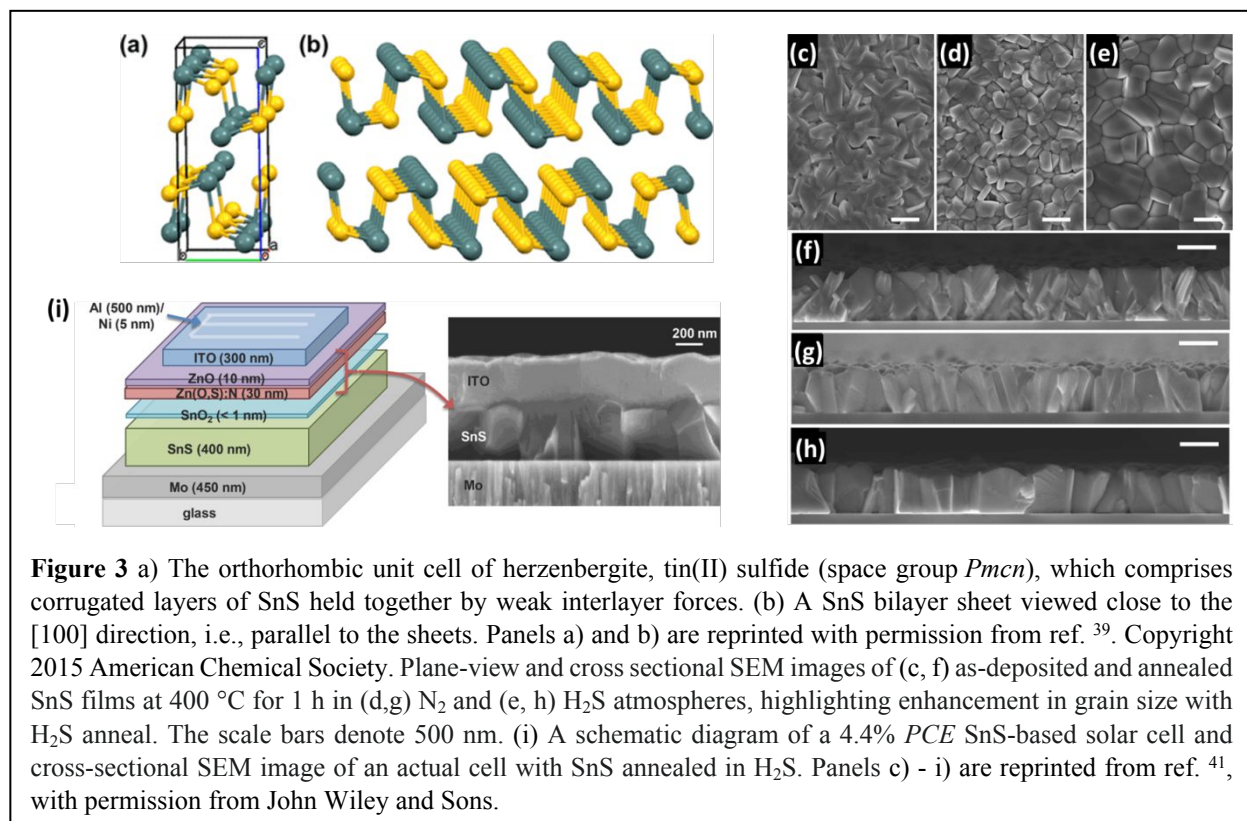 (a)
(b)
c
a
(c)
(d)
(e)
(f)
(g)
(h)
(i)
Al (500 nm)/
Ni (5 nm)
ITO (300 nm)
ZnO (10 nm)
Zn(O,S):N (30 nm)
SnO₂ (< 1 nm)
SnS (400 nm)
Mo (450 nm)
glass
200 nm
ITO
SnS
Mo
Figure 3 a) The orthorhombic unit cell of herzenbergite, tin(II) sulfide (space group Pmcn), which comprises
corrugated layers of SnS held together by weak interlayer forces. (b) A SnS bilayer sheet viewed close to the
[100] direction, i.e., parallel to the sheets. Panels a) and b) are reprinted with permission from ref. ³⁹. Copyright
2015 American Chemical Society. Plane-view and cross sectional SEM images of (c, f) as-deposited and annealed
SnS films at 400 °C for 1 h in (d,g) N₂ and (e, h) H₂S atmospheres, highlighting enhancement in grain size with
H₂S anneal. The scale bars denote 500 nm. (i) A schematic diagram of a 4.4% PCE SnS-based solar cell and
cross-sectional SEM image of an actual cell with SnS annealed in H₂S. Panels c) - i) are reprinted from ref. ⁴¹,
with permission from John Wiley and Sons.